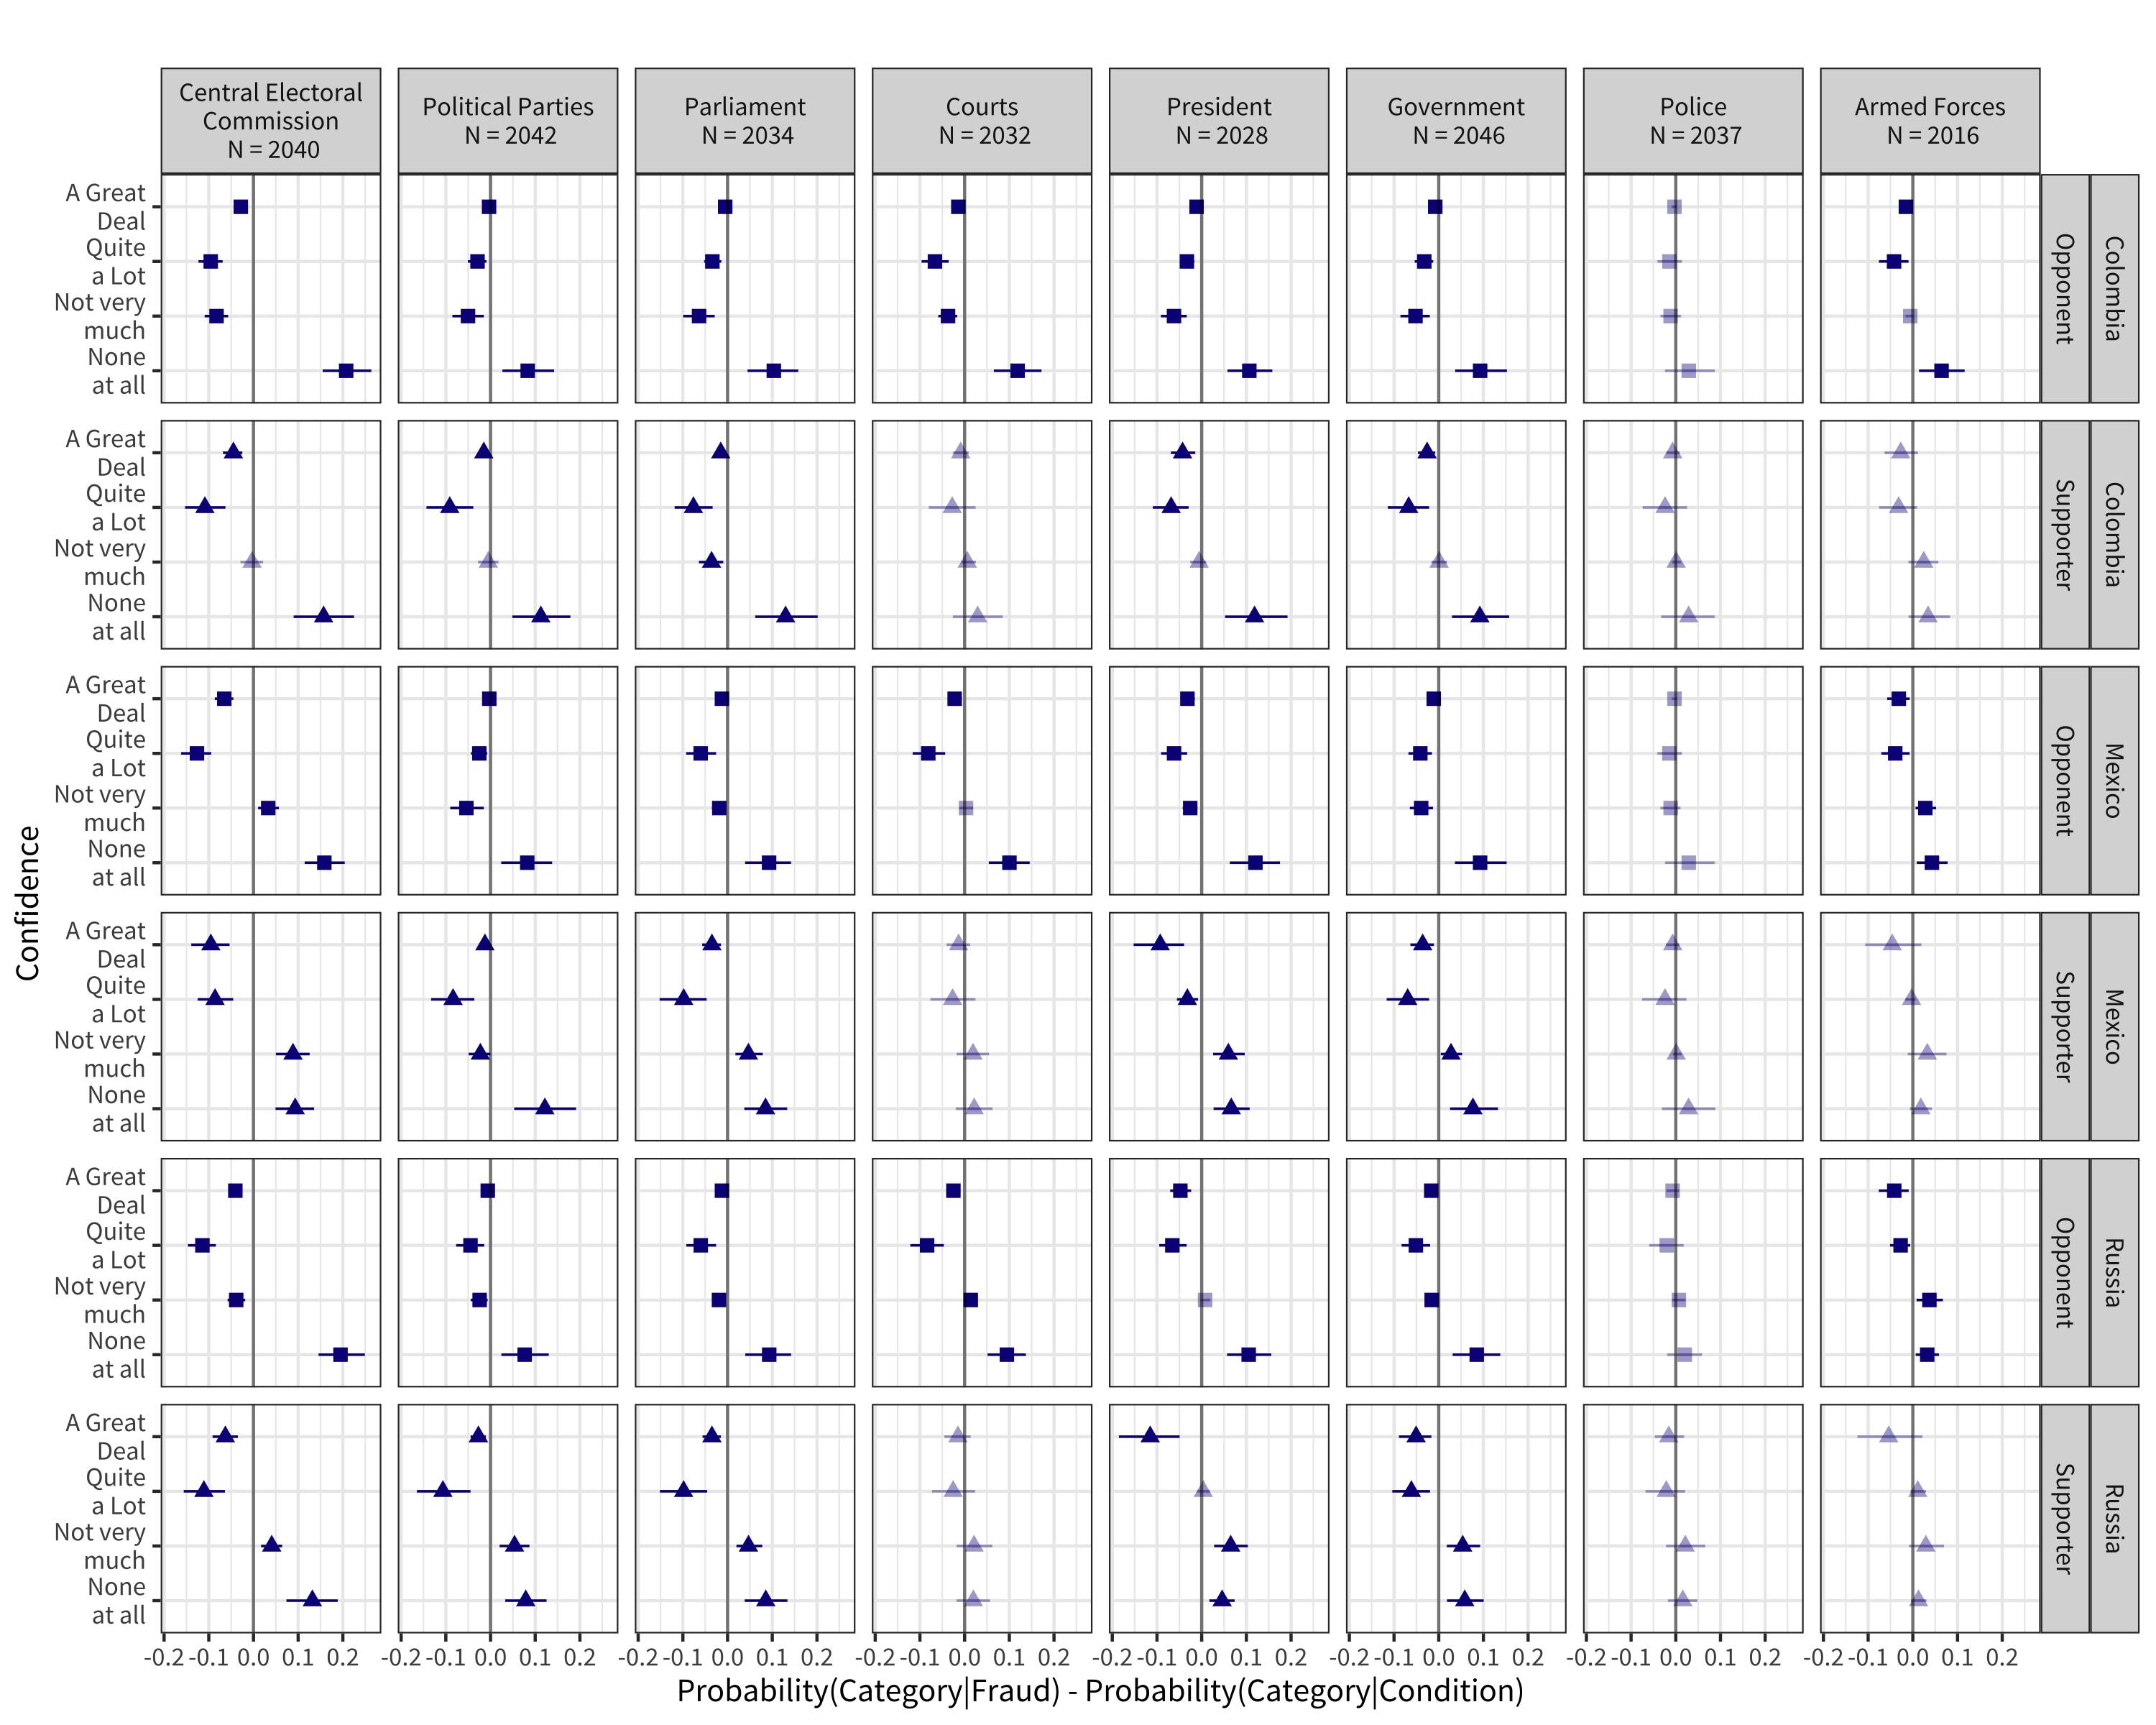 Central Electoral
Commission
N = 2040
Political Parties
N = 2042
Parliament
N = 2034
Courts
N = 2032
President
N = 2028
Government
N = 2046
Police
N = 2037
Armed Forces
N = 2016
A Great
Deal
Quite
a Lot
Not very
much
None
at all
Opponent
Colombia
A Great
Deal
Quite
a Lot
Not very
much
None
at all
Supporter
Colombia
A Great
Deal
Quite
a Lot
Not very
much
None
at all
Opponent
Mexico
Confidence
A Great
Deal
Quite
a Lot
Not very
much
None
at all
Supporter
Mexico
A Great
Deal
Quite
a Lot
Not very
much
None
at all
Opponent
Russia
A Great
Deal
Quite
a Lot
Not very
much
None
at all
Supporter
Russia
-0.2 -0.1 0.0 0.1 0.2
-0.2 -0.1 0.0 0.1 0.2
-0.2 -0.1 0.0 0.1 0.2
-0.2 -0.1 0.0 0.1 0.2
-0.2 -0.1 0.0 0.1 0.2
-0.2 -0.1 0.0 0.1 0.2
-0.2 -0.1 0.0 0.1 0.2
-0.2 -0.1 0.0 0.1 0.2
Probability(Category|Fraud) - Probability(Category|Condition)